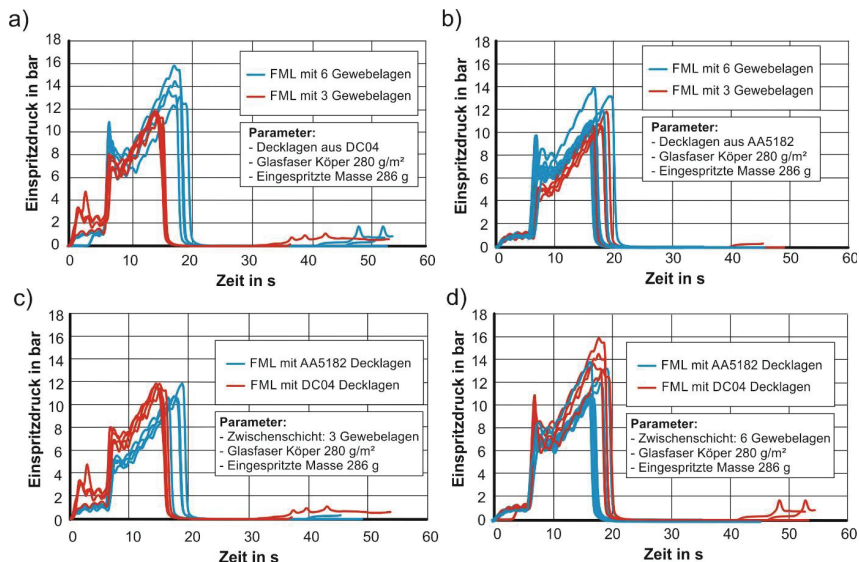 a)
Einspritzdruck in bar
18
16
14
12
10
8
6
4
2
0
FML mit 6 Gewebelagen
FML mit 3 Gewebelagen
Parameter:
- Decklagen aus DC04
- Glasfaser Köper 280 g/m²
- Eingespritzte Masse 286 g
0 10 20 30 40 50 60
Zeit in s
b)
Einspritzdruck in bar
18
16
14
12
10
8
6
4
2
0
FML mit 6 Gewebelagen
FML mit 3 Gewebelagen
Parameter:
- Decklagen aus AA5182
- Glasfaser Köper 280 g/m²
- Eingespritzte Masse 286 g
0 10 20 30 40 50 60
Zeit in s
c)
Einspritzdruck in bar
18
16
14
12
10
8
6
4
2
0
FML mit AA5182 Decklagen
FML mit DC04 Decklagen
Parameter:
- Zwischenschicht: 3 Gewebelagen
- Glasfaser Köper 280 g/m²
- Eingespritzte Masse 286 g
0 10 20 30 40 50 60
Zeit in s
d)
Einspritzdruck in bar
18
16
14
12
10
8
6
4
2
0
FML mit AA5182 Decklagen
FML mit DC04 Decklagen
Parameter:
- Zwischenschicht: 6 Gewebelagen
- Glasfaser Köper 280 g/m²
- Eingespritzte Masse 286 g
0 10 20 30 40 50 60
Zeit in s